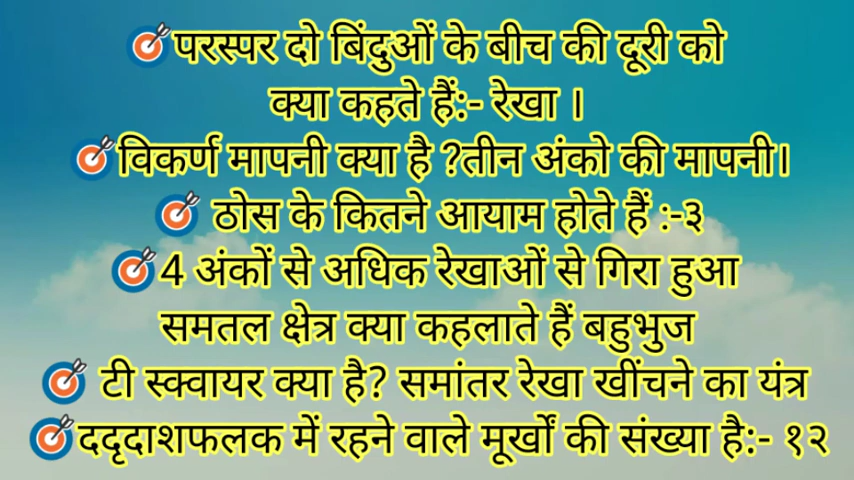 परस्पर दो बिंदुओं के बीच की दूरी को
क्या कहते हैं:- रेखा ।
विकर्ण मापनी क्या है ?तीन अंको की मापनी।
ठोस के कितने आयाम होते हैं :-३
4 अंकों से अधिक रेखाओं से गिरा हुआ
समतल क्षेत्र क्या कहलाते हैं बहुभुज
टी स्क्वायर क्या है? समांतर रेखा खींचने का यंत्र
ददृदाशफलक में रहने वाले मूर्खों की संख्या है:- १२